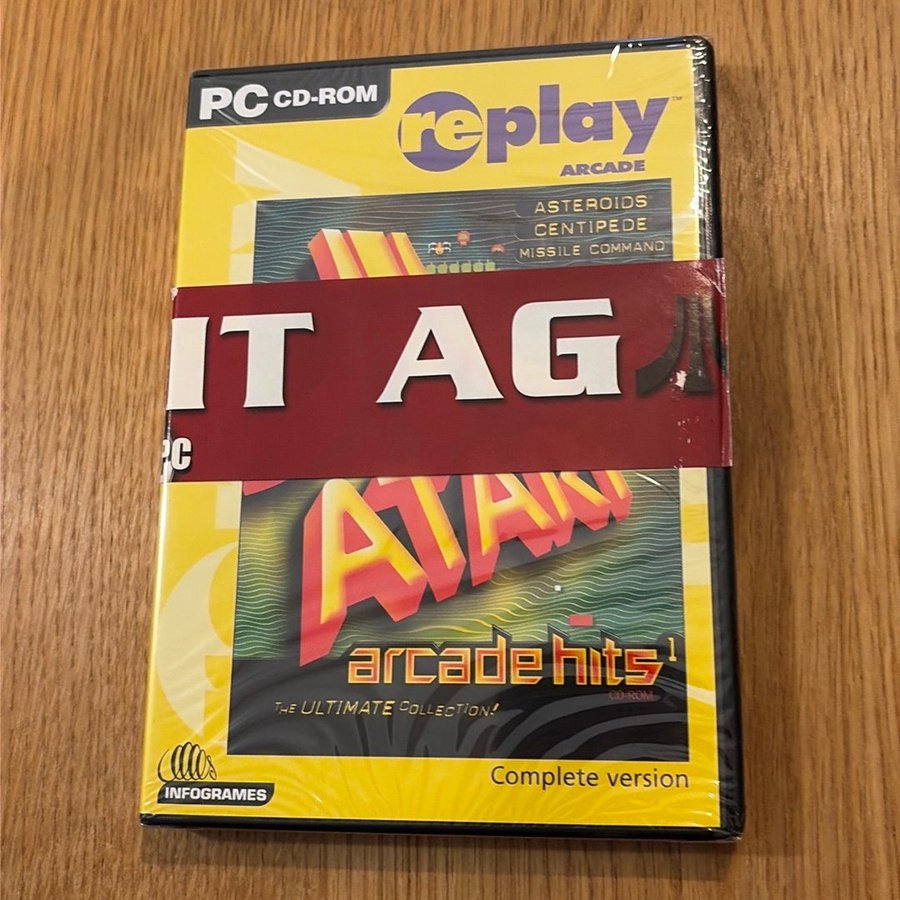 PC CD-ROM
replay™
ARCADE
ASTEROIDS
CENTIPEDE
MISSILE COMMAND
IT AG
PC
ATARI
arcade hits 1
CD-ROM
THE ULTIMATE COLLECTION!
INFOGRAMES
Complete version